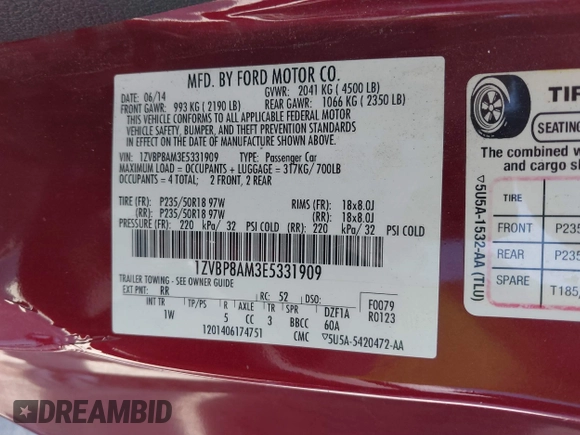 MFD. BY FORD MOTOR CO.
DATE: 06/14
GVWR: 2041 KG ( 4500 LB)
FRONT GAWR: 993 KG ( 2190 LB)
REAR GAWR: 1066 KG ( 2350 LB)
THIS VEHICLE CONFORMS TO ALL APPLICABLE FEDERAL MOTOR
VEHICLE SAFETY, BUMPER, AND THEFT PREVENTION STANDARDS
IN EFFECT ON THE DATE OF MANUFACTURE SHOWN ABOVE.
VIN: 1ZVBP8AM3E5331909 TYPE: Passenger Car
MAXIMUM LOAD = OCCUPANTS + LUGGAGE = 317KG/ 700LB
OCCUPANTS = 4 TOTAL; 2 FRONT, 2 REAR
TIRE (FR): P235/50R18 97W RIMS (FR): 18x8.0J
(RR): P235/50R18 97W (RR): 18x8.0J
PRESSURE (FR): 220 kPa/ 32 PSI COLD (RR): 220 kPa/ 32 PSI COLD
1ZVBP8AM3E5331909
TRAILER TOWING - SEE OWNER GUIDE
EXT PNT: RR RC: 52 DSO: F0079
R0123
INT TR TP/PS R AXLE TR SPR DZF1A
1W 5 CC 3 BBCC 60A
1201406174751 CMC ▽5U5A-5420472-AA
TIR
SEATING
The combined w
and cargo sh
TIRE
FRONT P235
REAR P235
SPARE T185
▽5U5A-1532-AA (TLU)
DREAMBID